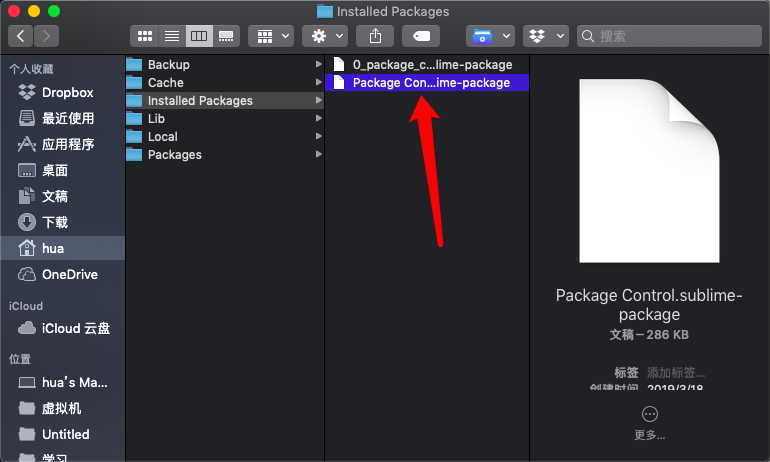 Installed Packages
搜索
个人收藏
Dropbox
最近使用
应用程序
桌面
文稿
下载
hua
OneDrive
iCloud
iCloud 云盘
位置
hua's Ma...
虚拟机
Untitled
学习
Backup
Cache
Installed Packages
Lib
Local
Packages
0_package_c...lime-package
Package Con...ime-package
Package Control.sublime-
package
文稿 – 286 KB
标签 添加标签...
创建时间 2019/3/18
更多...